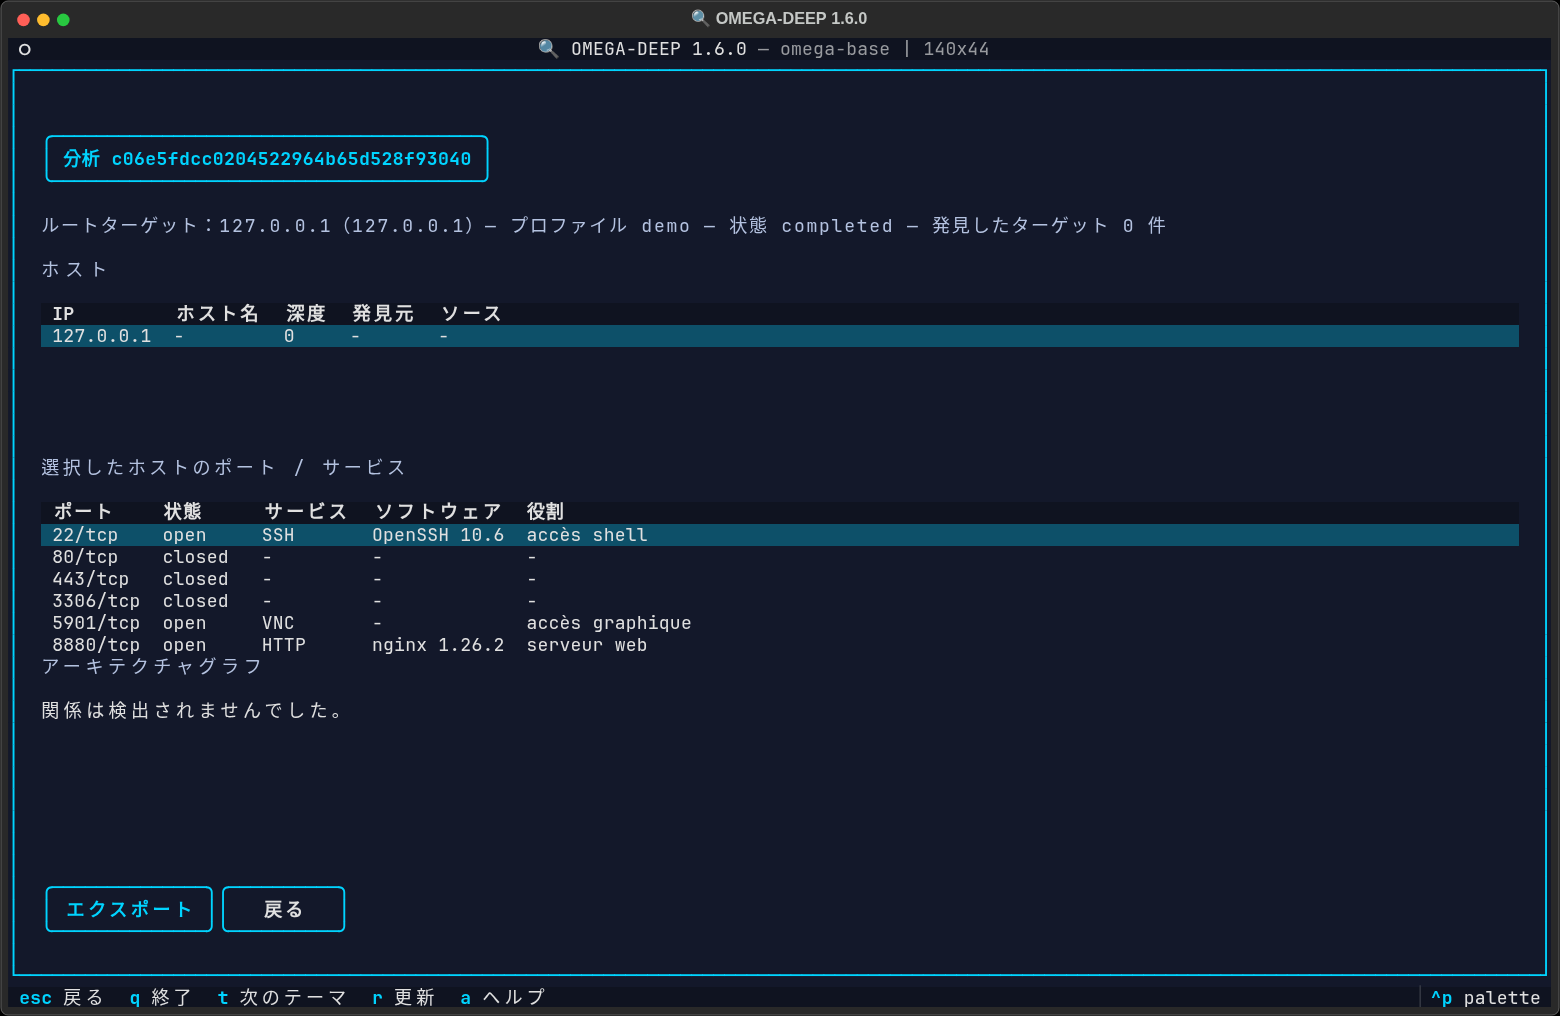 🔍 OMEGA-DEEP 1.6.0
🔍 OMEGA-DEEP 1.6.0 — omega-base | 140x44
分析 c06e5fdcc0204522964b65d528f93040
ルートターゲット：127.0.0.1（127.0.0.1）— プロファイル demo — 状態 completed — 発見したターゲット 0 件
ホスト
IP ホスト名 深度 発見元 ソース
127.0.0.1 - 0 - -
選択したホストのポート / サービス
ポート 状態 サービス ソフトウェア 役割
22/tcp open SSH OpenSSH 10.6 accès shell
80/tcp closed - - -
443/tcp closed - - -
3306/tcp closed - - -
5901/tcp open VNC - accès graphique
8880/tcp open HTTP nginx 1.26.2 serveur web
アーキテクチャグラフ
関係は検出されませんでした。
エクスポート 戻る
esc 戻る q 終了 t 次のテーマ r 更新 a ヘルプ ^p palette